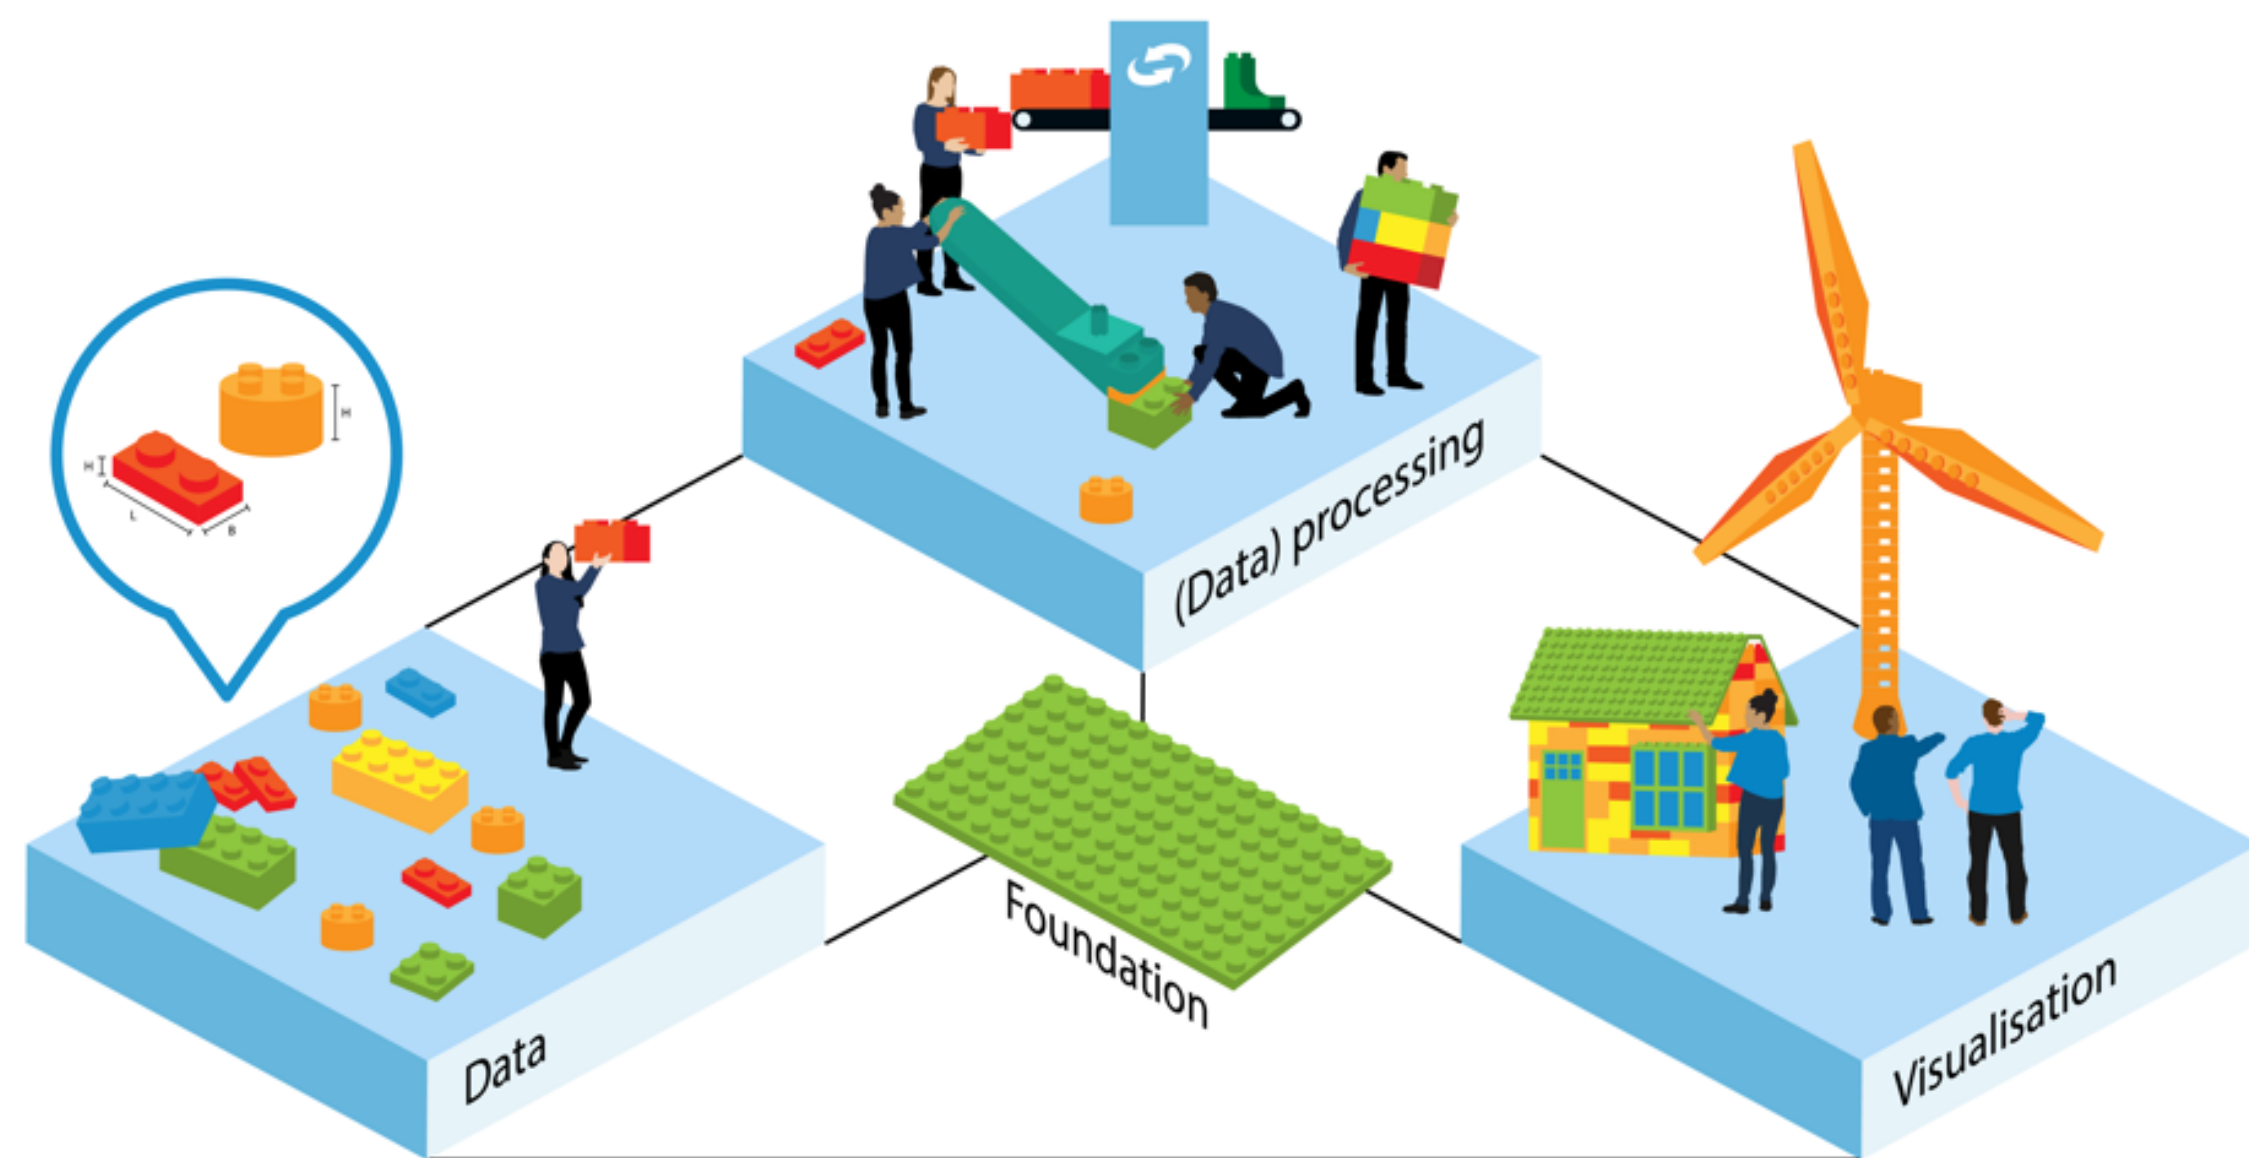 H
H
L
B
(Data) processing
Foundation
Data
Visualisation